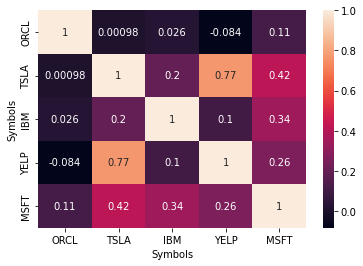 ORCL 1 0.00098 0.026 -0.084 0.11
TSLA 0.00098 1 0.2 0.77 0.42
IBM 0.026 0.2 1 0.1 0.34
YELP -0.084 0.77 0.1 1 0.26
MSFT 0.11 0.42 0.34 0.26 1
Symbols
ORCL TSLA IBM YELP MSFT
Symbols
1.0
0.8
0.6
0.4
0.2
0.0